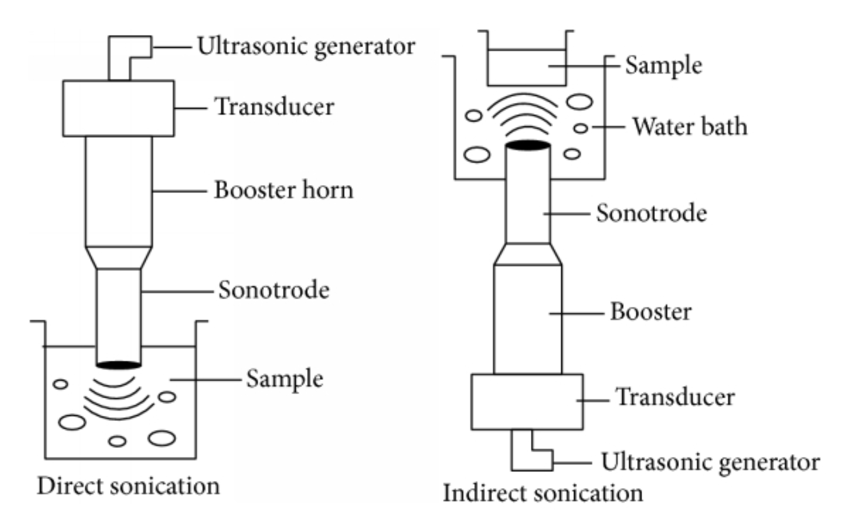 Ultrasonic generator
Transducer
Booster horn
Sonotrode
Sample
Direct sonication
Sample
Water bath
Sonotrode
Booster
Transducer
Ultrasonic generator
Indirect sonication